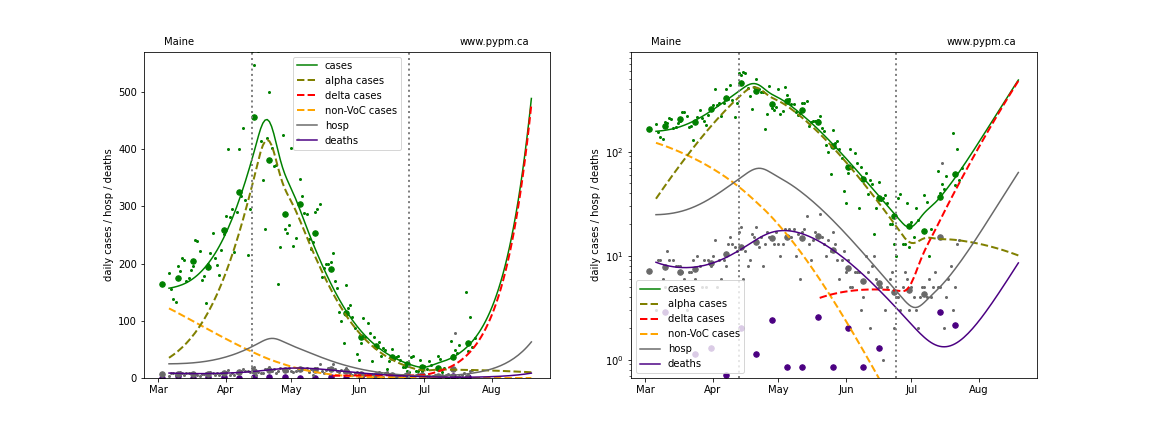 Maine www.pypm.ca
500
400
300
200
100
0
daily cases / hosp / deaths
cases
alpha cases
delta cases
non-VoC cases
hosp
deaths
Mar Apr May Jun Jul Aug
Maine www.pypm.ca
10²
10¹
10⁰
daily cases / hosp / deaths
cases
alpha cases
delta cases
non-VoC cases
hosp
deaths
Mar Apr May Jun Jul Aug